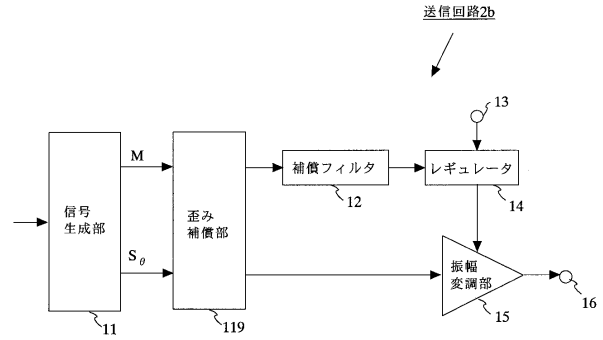 送信回路2b
13
M
信号
生成部
歪み
補償部
補償フィルタ
レギュレータ
12
14
Sθ
振幅
変調部
11
119
15
16